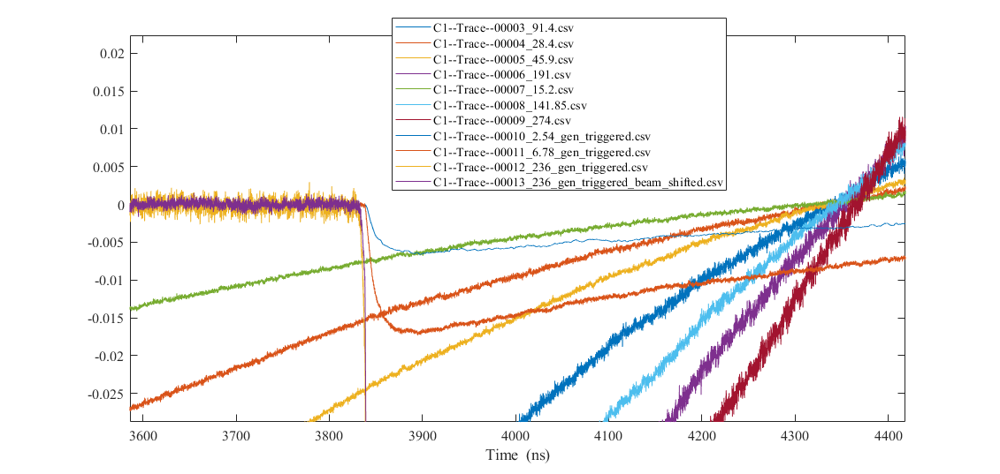 C1--Trace--00003_91.4.csv
C1--Trace--00004_28.4.csv
C1--Trace--00005_45.9.csv
C1--Trace--00006_191.csv
C1--Trace--00007_15.2.csv
C1--Trace--00008_141.85.csv
C1--Trace--00009_274.csv
C1--Trace--00010_2.54_gen_triggered.csv
C1--Trace--00011_6.78_gen_triggered.csv
C1--Trace--00012_236_gen_triggered.csv
C1--Trace--00013_236_gen_triggered_beam_shifted.csv
0.02
0.015
0.01
0.005
0
-0.005
-0.01
-0.015
-0.02
-0.025
3600 3700 3800 3900 4000 4100 4200 4300 4400
Time (ns)